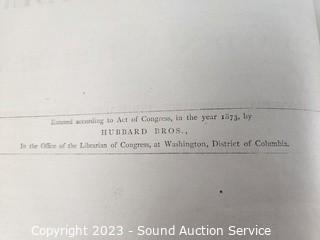 Entered according to Act of Congress, in the year 1873, by
HUBBARD BROS.,
In the Office of the Librarian of Congress, at Washington, District of Columbia.
Copyright 2023 - Sound Auction Service